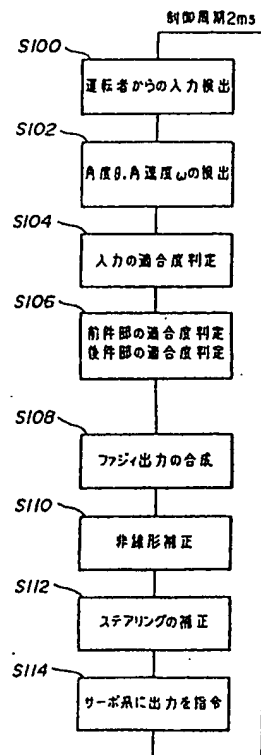 制御周期2ms
S100
運転者からの入力検出
S102
角度θ,角速度ωの検出
S104
入力の適合度判定
S106
前件部の適合度判定
後件部の適合度判定
S108
ファジィ出力の合成
S110
非線形補正
S112
ステアリングの補正
S114
サーボ系に出力を指令